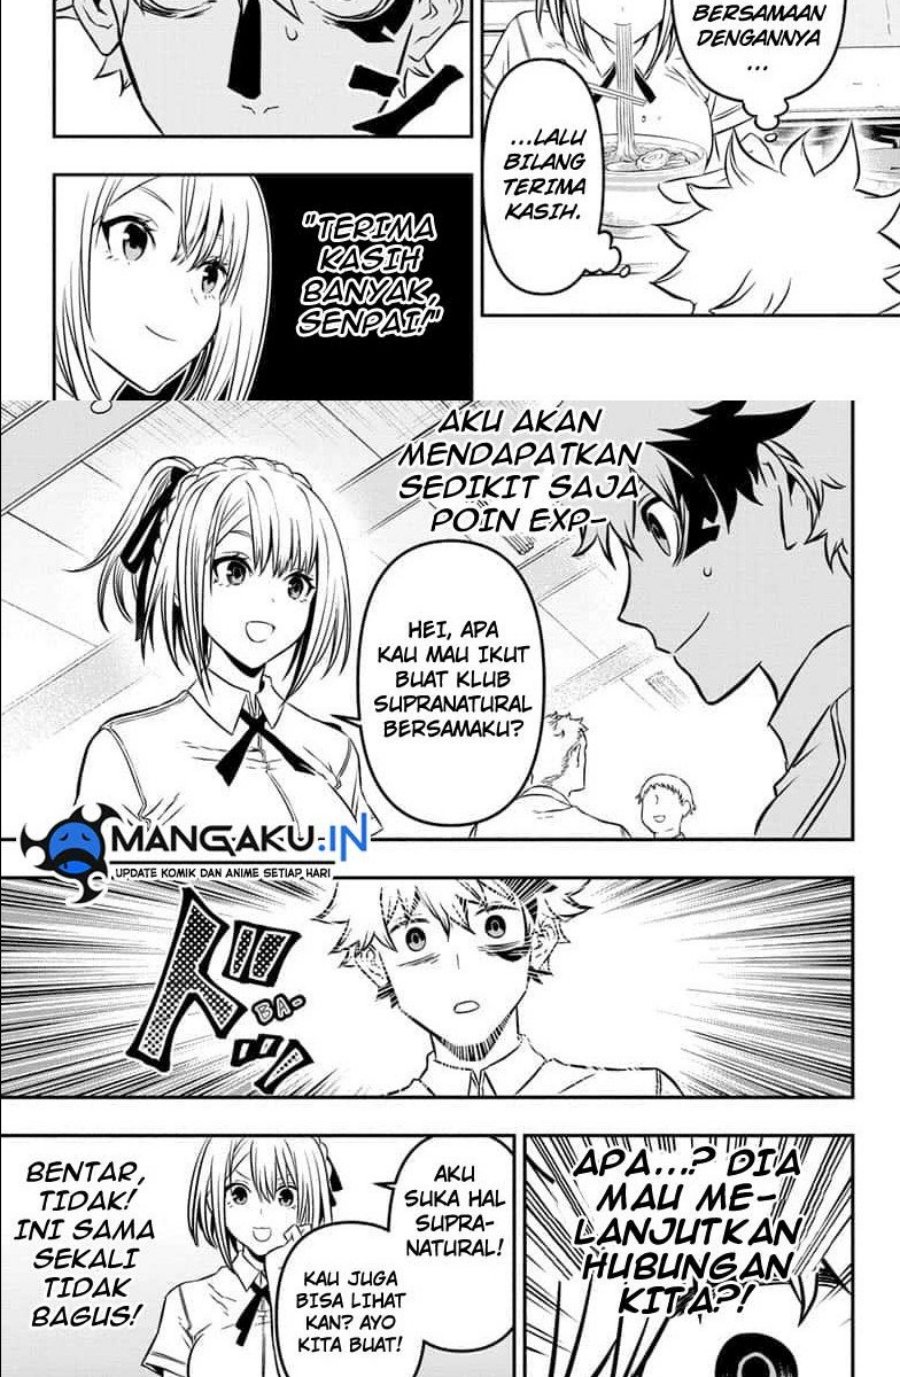 BERSAMAAN
DENGANNYA
...
...LALU
BILANG
TERIMA
KASIH.
"TERIMA
KASIH
BANYAK,
SENPAI!"
AKU AKAN
MENDAPATKAN
SEDIKIT SAJA
POIN EXP-
HEI, APA
KAU MAU IKUT
BUAT KLUB
SUPRANATURAL
BERSAMAKU?
MANGAKU.IN
UPDATE KOMIK DAN ANIME SETIAP HARI
ドドッ
BA-
APA...? DIA
MAU ME-
LANJUTKAN
HUBUNGAN
KITA?!
AKU
SUKA HAL
SUPRA-
NATURAL!
KAU JUGA
BISA LIHAT
KAN? AYO
KITA BUAT!
BENTAR,
TIDAK!
INI SAMA
SEKALI
TIDAK
BAGUS!